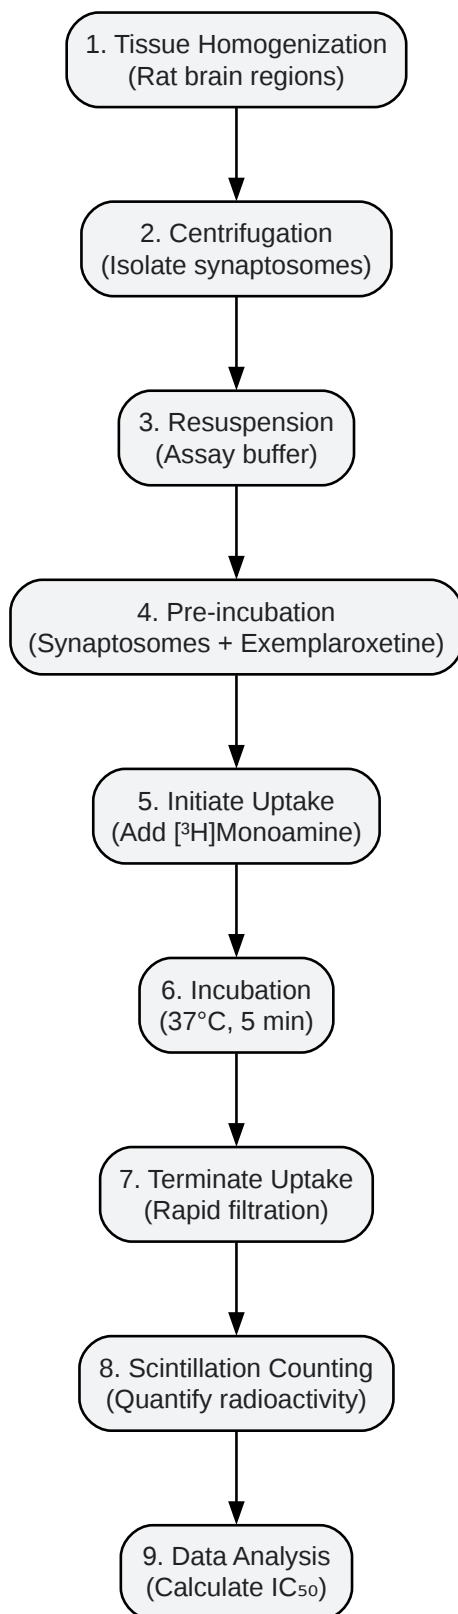 1. Tissue Homogenization
(Rat brain regions)
2. Centrifugation
(Isolate synaptosomes)
3. Resuspension
(Assay buffer)
4. Pre-incubation
(Synaptosomes + Exemplaroxetine)
5. Initiate Uptake
(Add [³H]Monoamine)
6. Incubation
(37°C, 5 min)
7. Terminate Uptake
(Rapid filtration)
8. Scintillation Counting
(Quantify radioactivity)
9. Data Analysis
(Calculate IC₅₀)